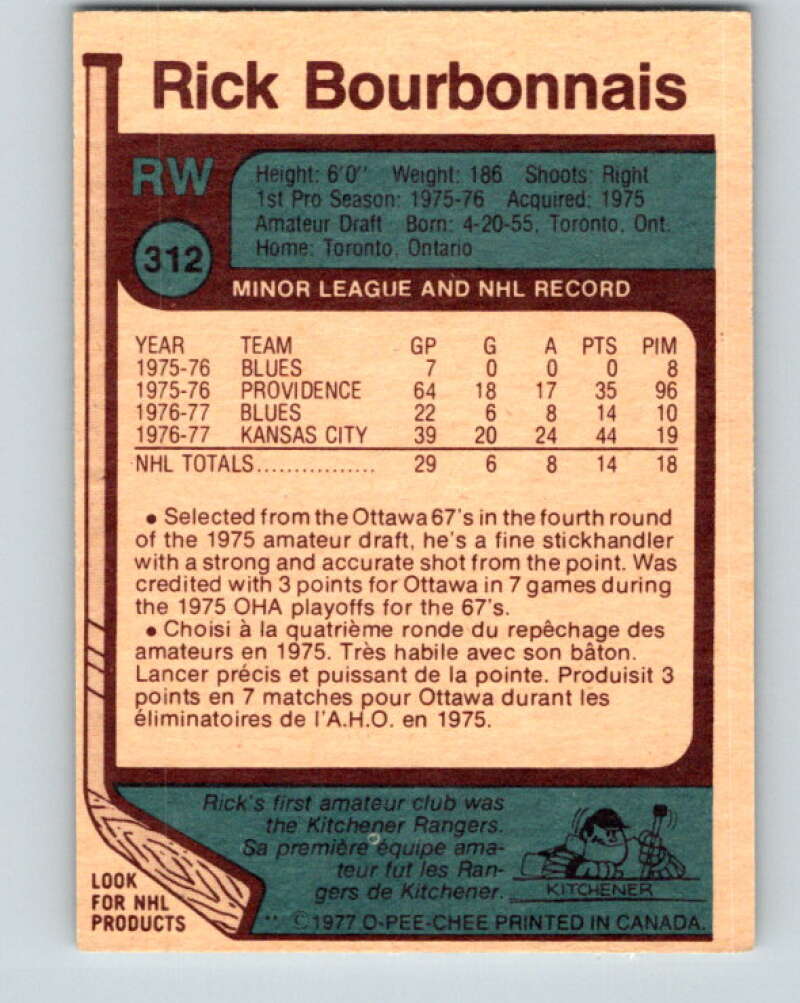 Rick Bourbonnais
RW
Height: 6'0" Weight: 186 Shoots: Right
1st Pro Season: 1975-76 Acquired: 1975
Amateur Draft Born: 4-20-55, Toronto, Ont.
Home: Toronto, Ontario
312
MINOR LEAGUE AND NHL RECORD
YEAR TEAM GP G A PTS PIM
1975-76 BLUES 7 0 0 0 8
1975-76 PROVIDENCE 64 18 17 35 96
1976-77 BLUES 22 6 8 14 10
1976-77 KANSAS CITY 39 20 24 44 19
NHL TOTALS................ 29 6 8 14 18
• Selected from the Ottawa 67's in the fourth round
of the 1975 amateur draft, he's a fine stickhandler
with a strong and accurate shot from the point. Was
credited with 3 points for Ottawa in 7 games during
the 1975 OHA playoffs for the 67's.
• Choisi à la quatrième ronde du repêchage des
amateurs en 1975. Très habile avec son bâton.
Lancer précis et puissant de la pointe. Produisit 3
points en 7 matches pour Ottawa durant les
éliminatoires de l'A.H.O. en 1975.
Rick's first amateur club was
the Kitchener Rangers.
Sa première équipe ama-
teur fut les Ran-
gers de Kitchener.
KITCHENER
LOOK
FOR NHL
PRODUCTS
** ©1977 O-PEE-CHEE PRINTED IN CANADA.